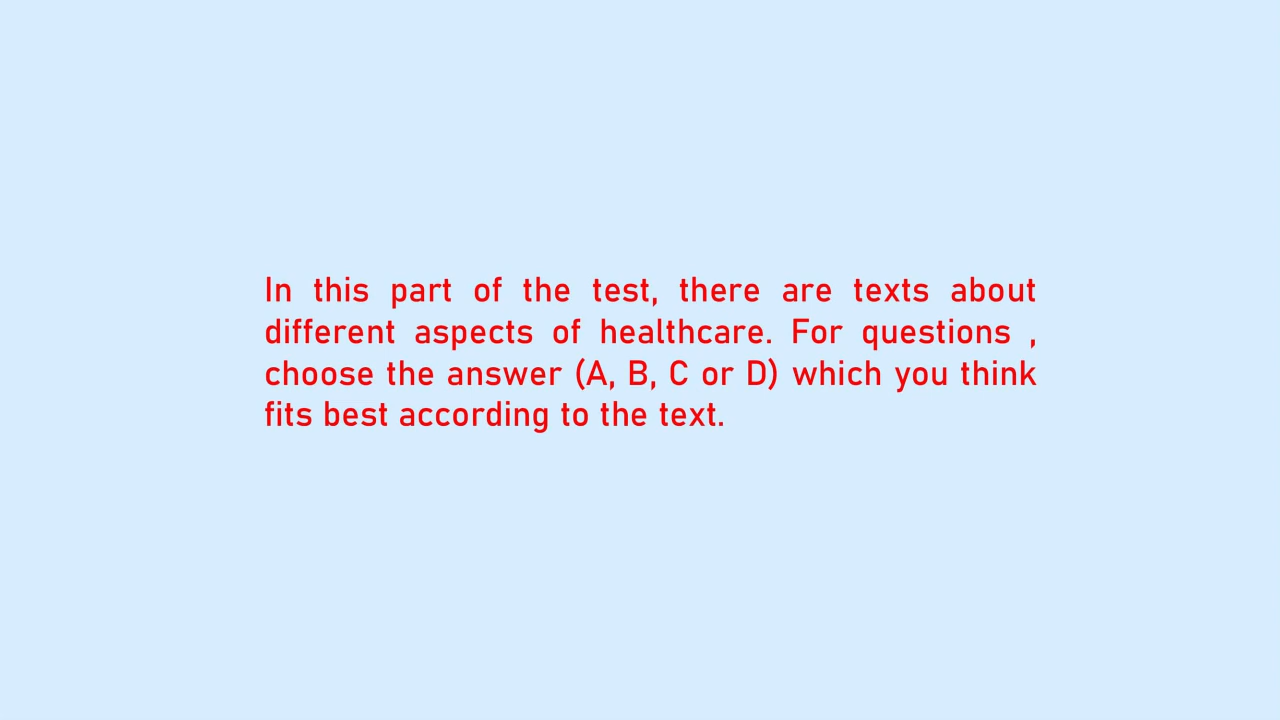 In this part of the test, there are texts about
different aspects of healthcare. For questions ,
choose the answer (A, B, C or D) which you think
fits best according to the text.